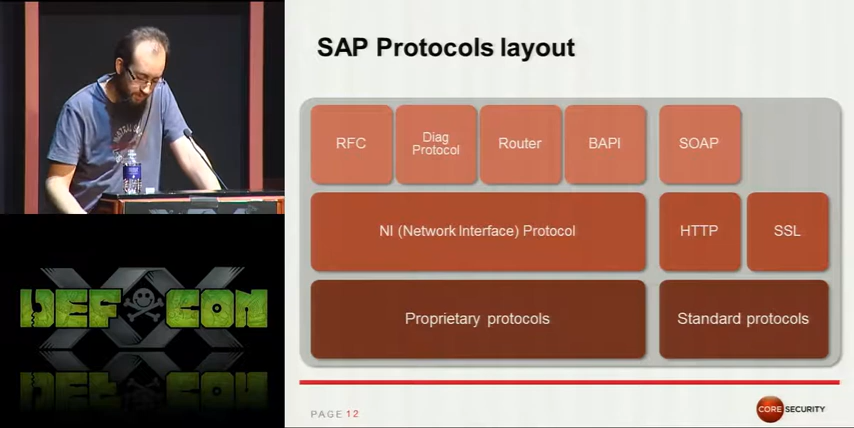 SAP Protocols layout
RFC
Diag
Protocol
Router
BAPI
SOAP
NI (Network Interface) Protocol
HTTP
SSL
Proprietary protocols
Standard protocols
DEF CON
XX
PAGE 12
CORE SECURITY